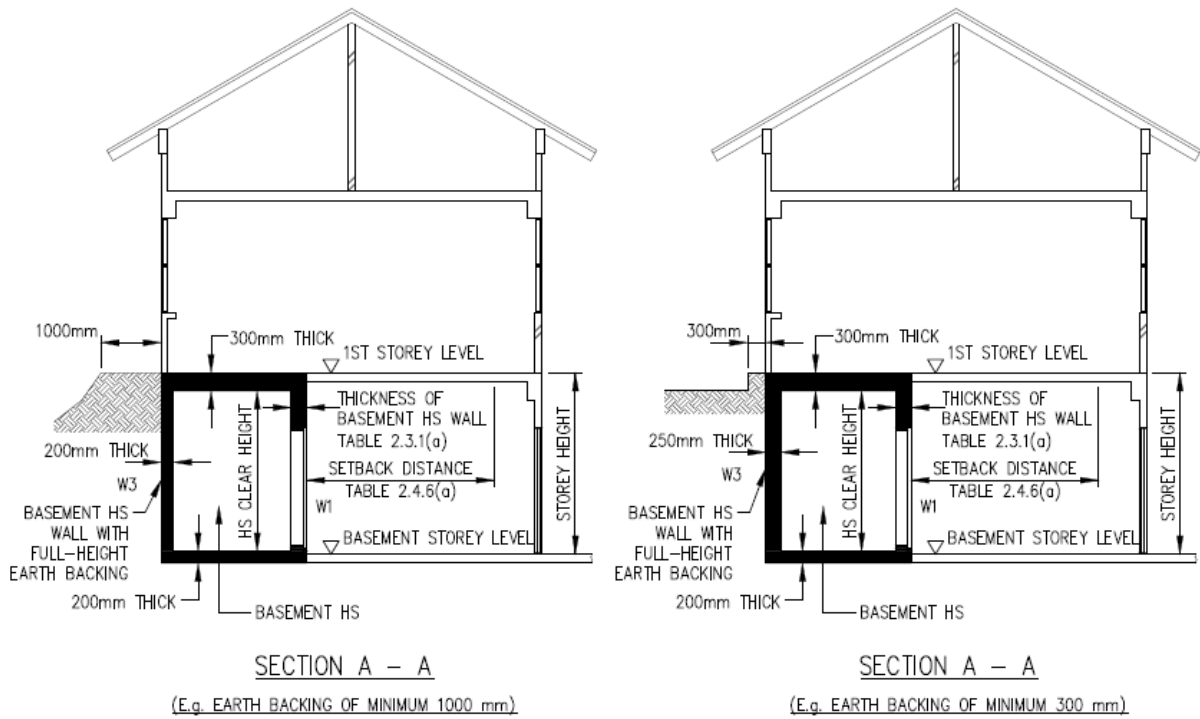 1000mm
300mm THICK
1ST STOREY LEVEL
THICKNESS OF
BASEMENT HS WALL
TABLE 2.3.1(a)
200mm THICK
HS CLEAR HEIGHT
SETBACK DISTANCE
TABLE 2.4.6(a)
STOREY HEIGHT
W3
W1
BASEMENT HS
WALL WITH
FULL-HEIGHT
EARTH BACKING
BASEMENT STOREY LEVEL
200mm THICK
BASEMENT HS
SECTION A - A
(E.g. EARTH BACKING OF MINIMUM 1000 mm)
300mm
300mm THICK
1ST STOREY LEVEL
THICKNESS OF
BASEMENT HS WALL
TABLE 2.3.1(a)
250mm THICK
HS CLEAR HEIGHT
SETBACK DISTANCE
TABLE 2.4.6(a)
STOREY HEIGHT
W3
W1
BASEMENT HS
WALL WITH
FULL-HEIGHT
EARTH BACKING
BASEMENT STOREY LEVEL
200mm THICK
BASEMENT HS
SECTION A - A
(E.g. EARTH BACKING OF MINIMUM 300 mm)